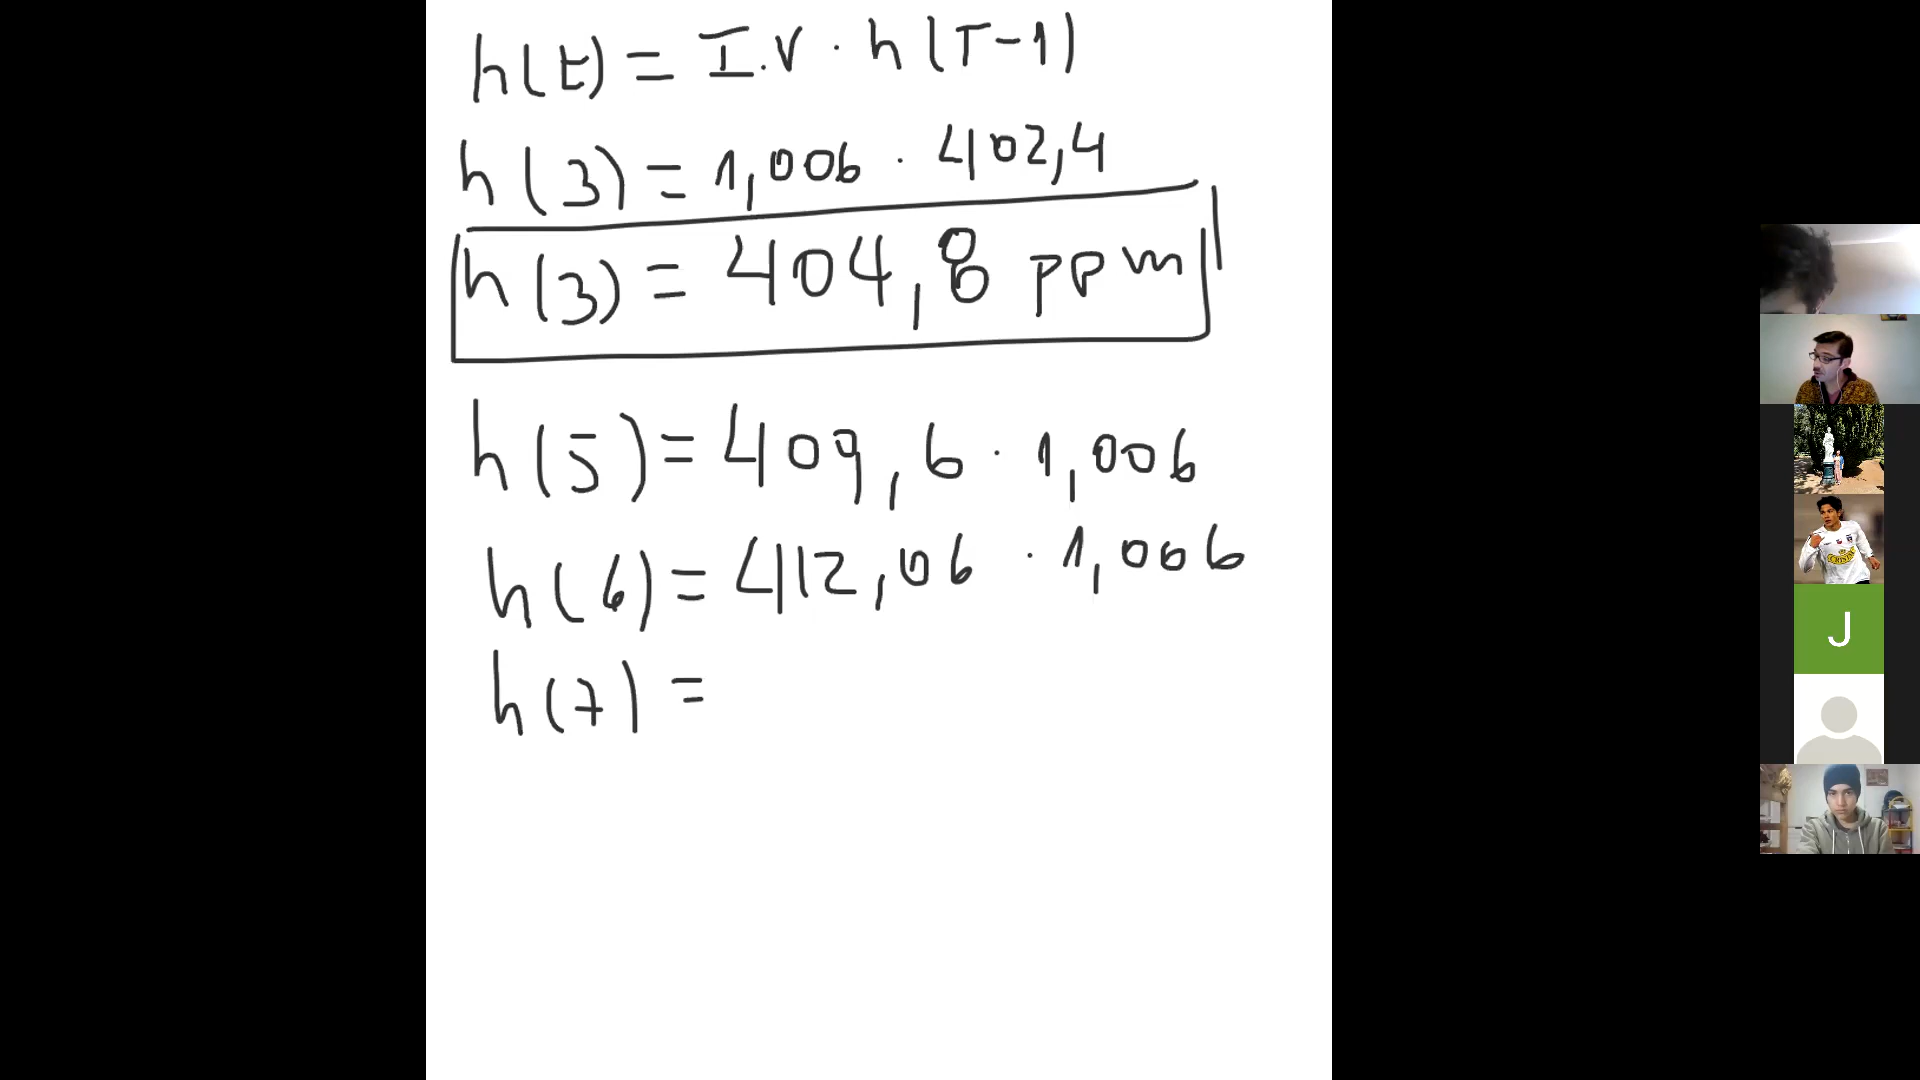 h(t) = I.V · h(T-1)
h(3) = 1,006 · 402,4
h(3) = 404,8 ppm
h(5) = 409,6 · 1,006
h(6) = 412,06 · 1,006
h(7) =
J